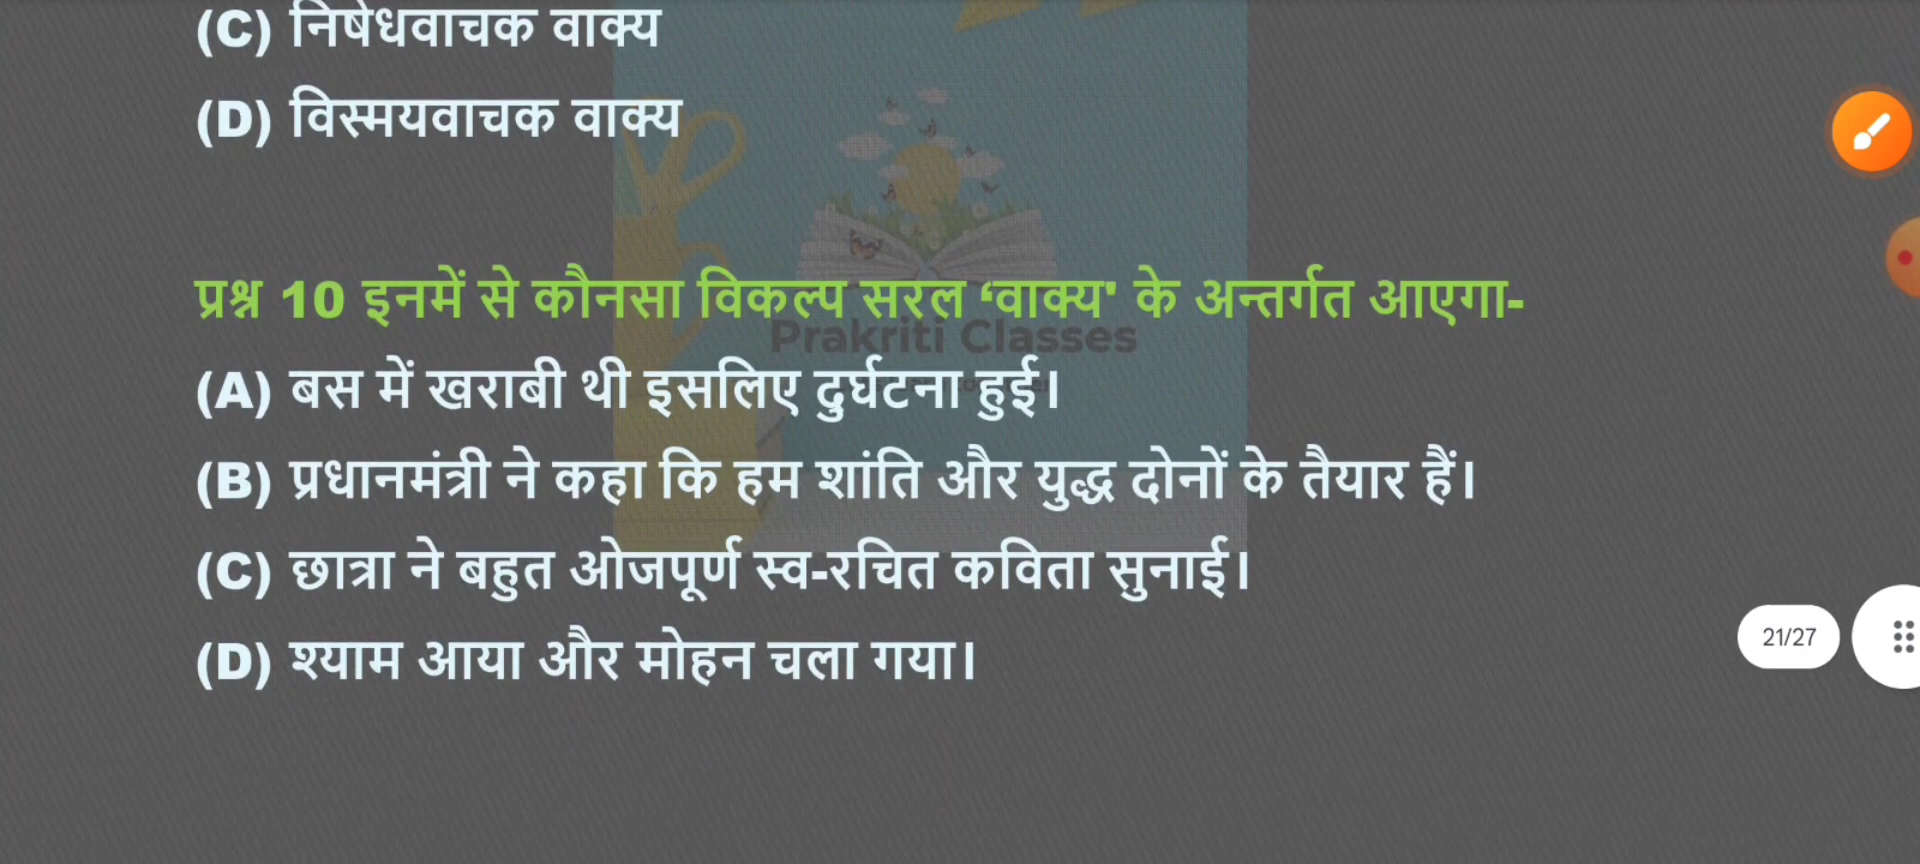 (C) निषेधवाचक वाक्य
(D) विस्मयवाचक वाक्य
प्रश्न 10 इनमें से कौनसा विकल्प सरल ‘वाक्य' के अन्तर्गत आएगा-
Prakriti Classes
(A) बस में खराबी थी इसलिए दुर्घटना हुई।
(B) प्रधानमंत्री ने कहा कि हम शांति और युद्ध दोनों के तैयार हैं।
(C) छात्रा ने बहुत ओजपूर्ण स्व-रचित कविता सुनाई।
21/27
(D) श्याम आया और मोहन चला गया।